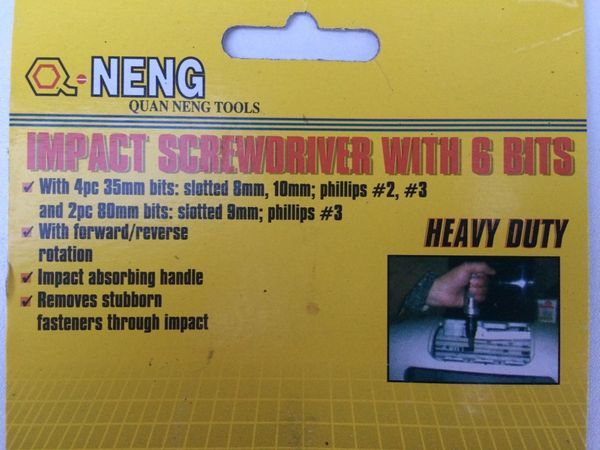 Q-NENG
QUAN NENG TOOLS
IMPACT SCREWDRIVER WITH 6 BITS
With 4pc 35mm bits: slotted 8mm, 10mm; phillips #2, #3
and 2pc 80mm bits: slotted 9mm; phillips #3
With forward/reverse
rotation
Impact absorbing handle
Removes stubborn
fasteners through impact
HEAVY DUTY